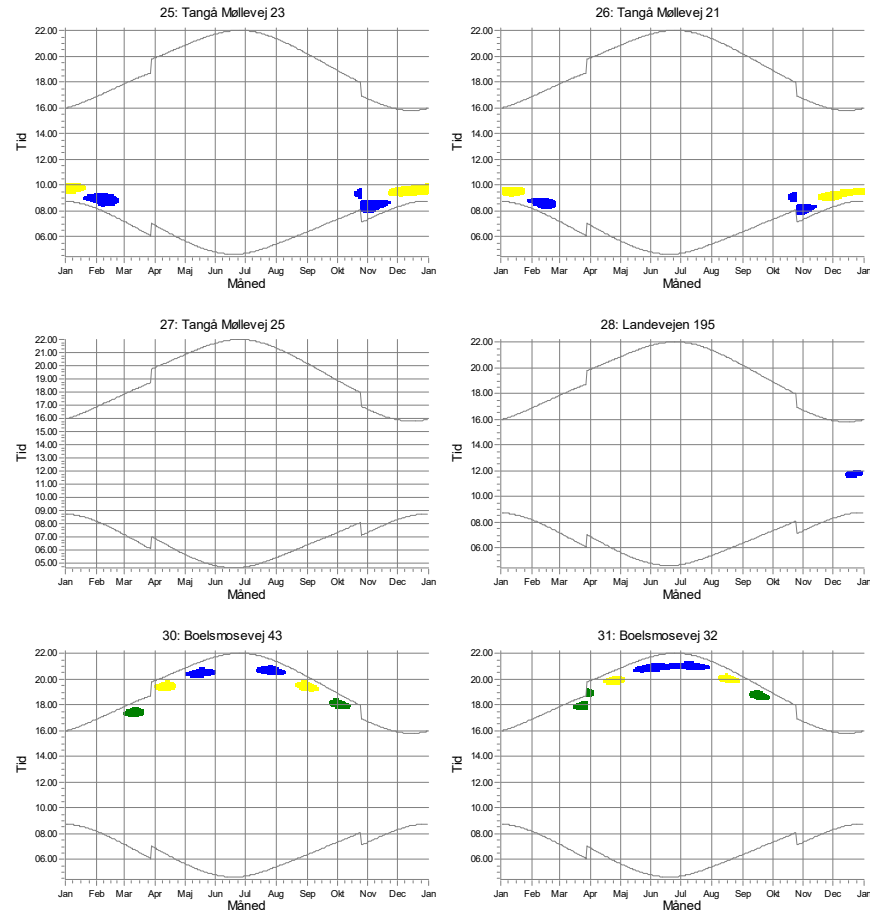 25: Tangå Møllevej 23
22.00
20.00
18.00
16.00
14.00
12.00
10.00
08.00
06.00
Tid
Jan Feb Mar Apr Maj Jun Jul Aug Sep Okt Nov Dec Jan
Måned
26: Tangå Møllevej 21
22.00
20.00
18.00
16.00
14.00
12.00
10.00
08.00
06.00
Tid
Jan Feb Mar Apr Maj Jun Jul Aug Sep Okt Nov Dec Jan
Måned
27: Tangå Møllevej 25
22.00
21.00
20.00
19.00
18.00
17.00
16.00
15.00
14.00
13.00
12.00
11.00
10.00
09.00
08.00
07.00
06.00
05.00
Tid
Jan Feb Mar Apr Maj Jun Jul Aug Sep Okt Nov Dec Jan
Måned
28: Landevejen 195
22.00
20.00
18.00
16.00
14.00
12.00
10.00
08.00
06.00
Tid
Jan Feb Mar Apr Maj Jun Jul Aug Sep Okt Nov Dec Jan
Måned
30: Boelsmosevej 43
22.00
20.00
18.00
16.00
14.00
12.00
10.00
08.00
06.00
Tid
Jan Feb Mar Apr Maj Jun Jul Aug Sep Okt Nov Dec Jan
Måned
31: Boelsmosevej 32
22.00
20.00
18.00
16.00
14.00
12.00
10.00
08.00
06.00
Tid
Jan Feb Mar Apr Maj Jun Jul Aug Sep Okt Nov Dec Jan
Måned